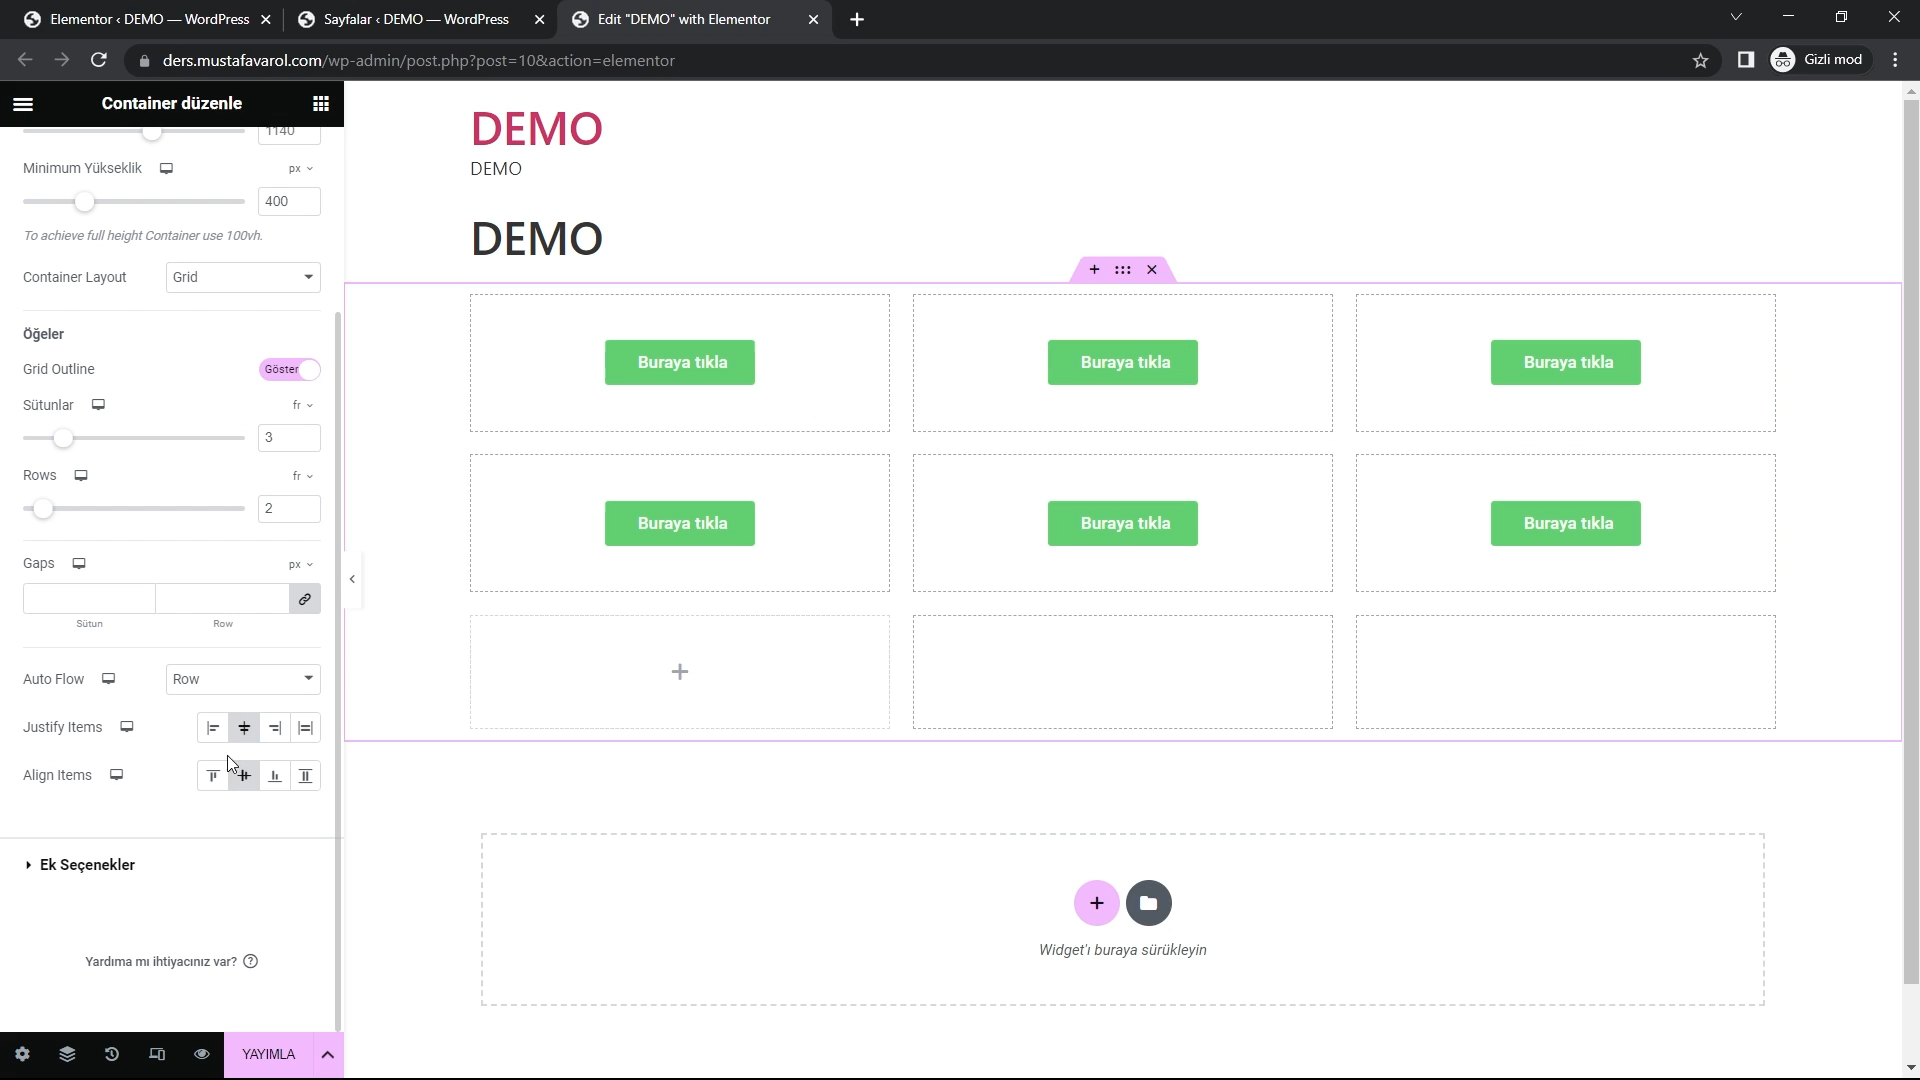 Elementor ‹ DEMO — WordPress
Sayfalar ‹ DEMO — WordPress
Edit "DEMO" with Elementor
ders.mustafavarol.com/wp-admin/post.php?post=10&action=elementor
Gizli mod
Container düzenle
1140
Minimum Yükseklik px
400
To achieve full height Container use 100vh.
Container Layout Grid
Öğeler
Grid Outline Göster
Sütunlar fr
3
Rows fr
2
Gaps px
Sütun Row
Auto Flow Row
Justify Items
Align Items
Ek Seçenekler
Yardıma mı ihtiyacınız var?
YAYIMLA
DEMO
DEMO
DEMO
Buraya tıkla Buraya tıkla Buraya tıkla
Buraya tıkla Buraya tıkla Buraya tıkla
Widget'ı buraya sürükleyin